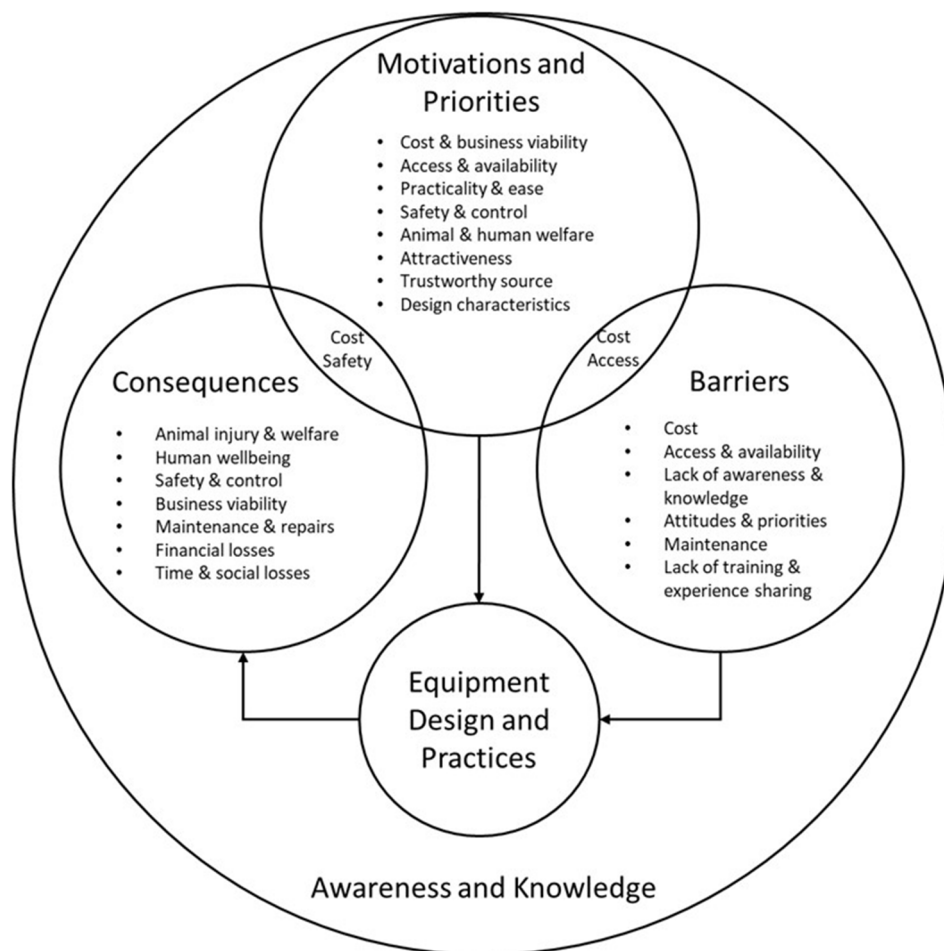 Motivations and
Priorities
• Cost & business viability
• Access & availability
• Practicality & ease
• Safety & control
• Animal & human welfare
• Attractiveness
• Trustworthy source
• Design characteristics
Cost
Safety
Cost
Access
Consequences
• Animal injury & welfare
• Human wellbeing
• Safety & control
• Business viability
• Maintenance & repairs
• Financial losses
• Time & social losses
Barriers
• Cost
• Access & availability
• Lack of awareness &
knowledge
• Attitudes & priorities
• Maintenance
• Lack of training &
experience sharing
Equipment
Design and
Practices
Awareness and Knowledge